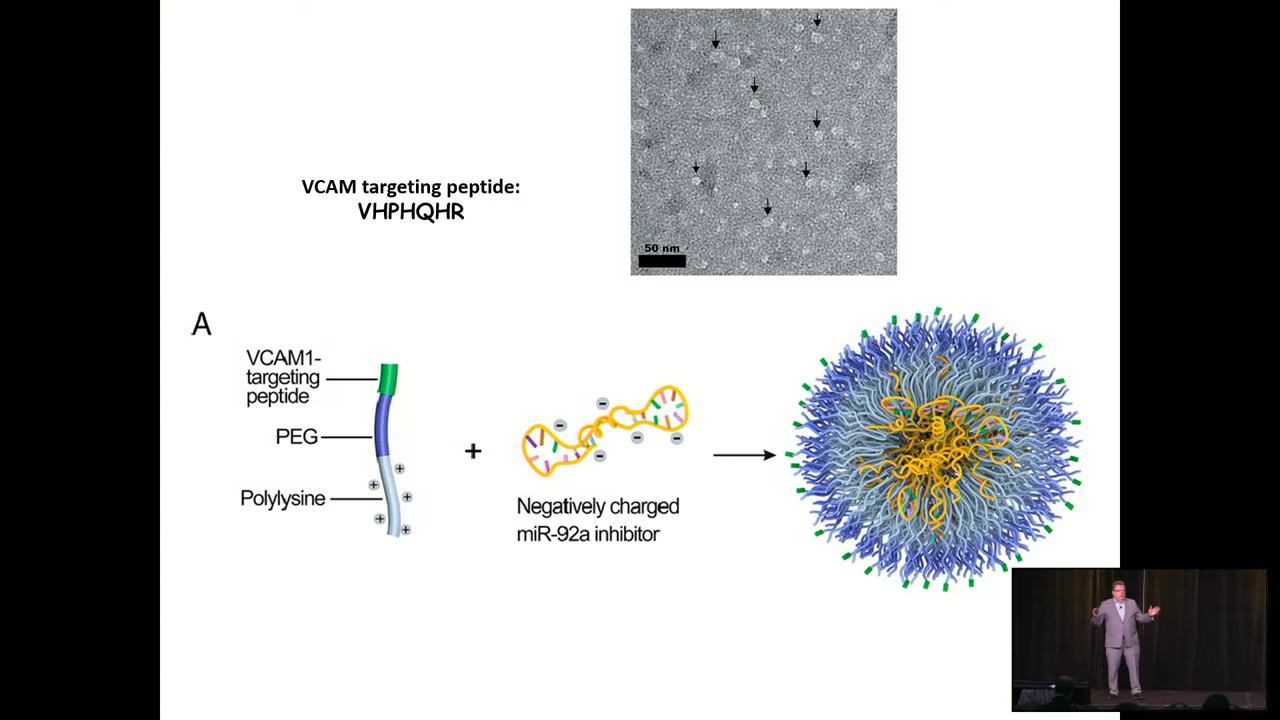 VCAM targeting peptide:
VHPHQHR
50 nm
A
VCAM1-
targeting
peptide
PEG
Polylysine
+
+
+
+
+
+
-
-
-
-
-
Negatively charged
miR-92a inhibitor